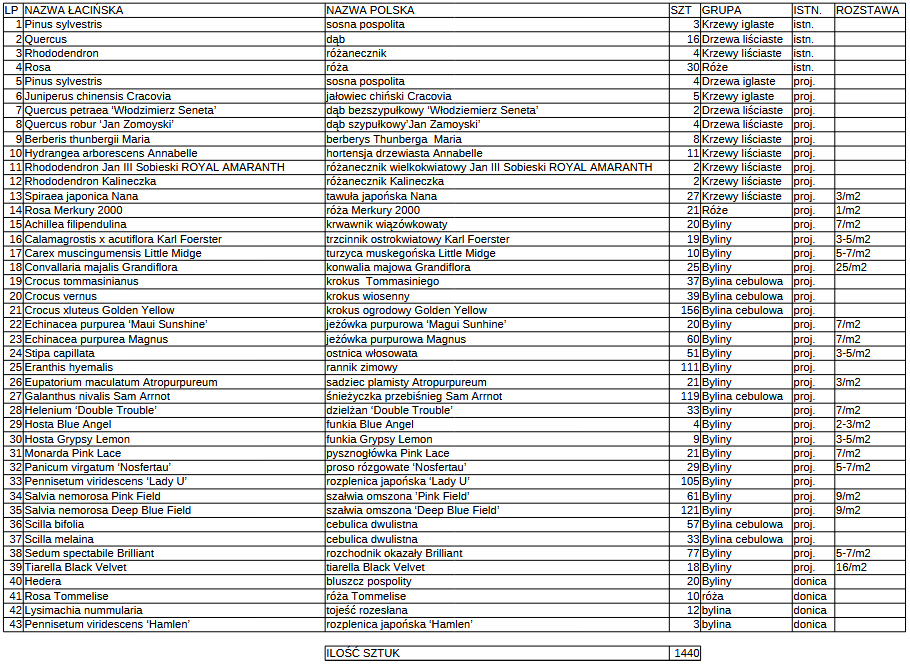 LP NAZWA ŁACIŃSKA NAZWA POLSKA SZT GRUPA ISTN. ROZSTAWA
1 Pinus sylvestris sosna pospolita 3 Krzewy iglaste istn.
2 Quercus dąb 16 Drzewa liściaste istn.
3 Rhododendron różanecznik 4 Krzewy liściaste istn.
4 Rosa róża 30 Róże istn.
5 Pinus sylvestris sosna pospolita 4 Drzewa iglaste proj.
6 Juniperus chinensis Cracovia jałowiec chiński Cracovia 5 Krzewy iglaste proj.
7 Quercus petraea ‘Włodzimierz Seneta’ dąb bezszypułkowy ‘Włodziemierz Seneta’ 2 Drzewa liściaste proj.
8 Quercus robur ‘Jan Zomoyski’ dąb szypułkowy‘Jan Zamoyski’ 4 Drzewa liściaste proj.
9 Berberis thunbergii Maria berberys Thunberga Maria 8 Krzewy liściaste proj.
10 Hydrangea arborescens Annabelle hortensja drzewiasta Annabelle 11 Krzewy liściaste proj.
11 Rhododendron Jan III Sobieski ROYAL AMARANTH różanecznik wielkokwiatowy Jan III Sobieski ROYAL AMARANTH 2 Krzewy liściaste proj.
12 Rhododendron Kalineczka różanecznik Kalineczka 2 Krzewy liściaste proj.
13 Spiraea japonica Nana tawuła japońska Nana 27 Krzewy liściaste proj. 3/m2
14 Rosa Merkury 2000 róża Merkury 2000 21 Róże proj. 1/m2
15 Achillea filipendulina krwawnik wiązówkowaty 20 Byliny proj. 7/m2
16 Calamagrostis x acutiflora Karl Foerster trzcinnik ostrokwiatowy Karl Foerster 19 Byliny proj. 3-5/m2
17 Carex muscingumensis Little Midge turzyca muskegońska Little Midge 10 Byliny proj. 5-7/m2
18 Convallaria majalis Grandiflora konwalia majowa Grandiflora 25 Byliny proj. 25/m2
19 Crocus tommasinianus krokus Tommasiniego 37 Bylina cebulowa proj.
20 Crocus vernus krokus wiosenny 39 Bylina cebulowa proj.
21 Crocus xluteus Golden Yellow krokus ogrodowy Golden Yellow 156 Bylina cebulowa proj.
22 Echinacea purpurea ‘Maui Sunshine’ jeżówka purpurowa ‘Magui Sunhine’ 20 Byliny proj. 7/m2
23 Echinacea purpurea Magnus jeżówka purpurowa Magnus 60 Byliny proj. 7/m2
24 Stipa capillata ostnica włosowata 51 Byliny proj. 3-5/m2
25 Eranthis hyemalis rannik zimowy 111 Byliny proj.
26 Eupatorium maculatum Atropurpureum sadziec plamisty Atropurpureum 21 Byliny proj. 3/m2
27 Galanthus nivalis Sam Arrnot śnieżyczka przebiśnieg Sam Arrnot 119 Bylina cebulowa proj.
28 Helenium ‘Double Trouble’ dzielżan ‘Double Trouble’ 33 Byliny proj. 7/m2
29 Hosta Blue Angel funkia Blue Angel 4 Byliny proj. 2-3/m2
30 Hosta Grypsy Lemon funkia Grypsy Lemon 9 Byliny proj. 3-5/m2
31 Monarda Pink Lace pysznogłówka Pink Lace 21 Byliny proj. 7/m2
32 Panicum virgatum ‘Nosfertau’ proso rózgowate ‘Nosfertau’ 29 Byliny proj. 5-7/m2
33 Pennisetum viridescens ‘Lady U’ rozplenica japońska ‘Lady U’ 105 Byliny proj.
34 Salvia nemorosa Pink Field szałwia omszona ’Pink Field’ 61 Byliny proj. 9/m2
35 Salvia nemorosa Deep Blue Field szałwia omszona ‘Deep Blue Field’ 121 Byliny proj. 9/m2
36 Scilla bifolia cebulica dwulistna 57 Bylina cebulowa proj.
37 Scilla melaina cebulica dwulistna 33 Bylina cebulowa proj.
38 Sedum spectabile Brilliant rozchodnik okazały Brilliant 77 Byliny proj. 5-7/m2
39 Tiarella Black Velvet tiarella Black Velvet 18 Byliny proj. 16/m2
40 Hedera bluszcz pospolity 20 Byliny donica
41 Rosa Tommelise róża Tommelise 10 róża donica
42 Lysimachia nummularia tojeść rozesłana 12 bylina donica
43 Pennisetum viridescens ‘Hamlen’ rozplenica japońska ‘Hamlen’ 3 bylina donica
ILOŚĆ SZTUK 1440